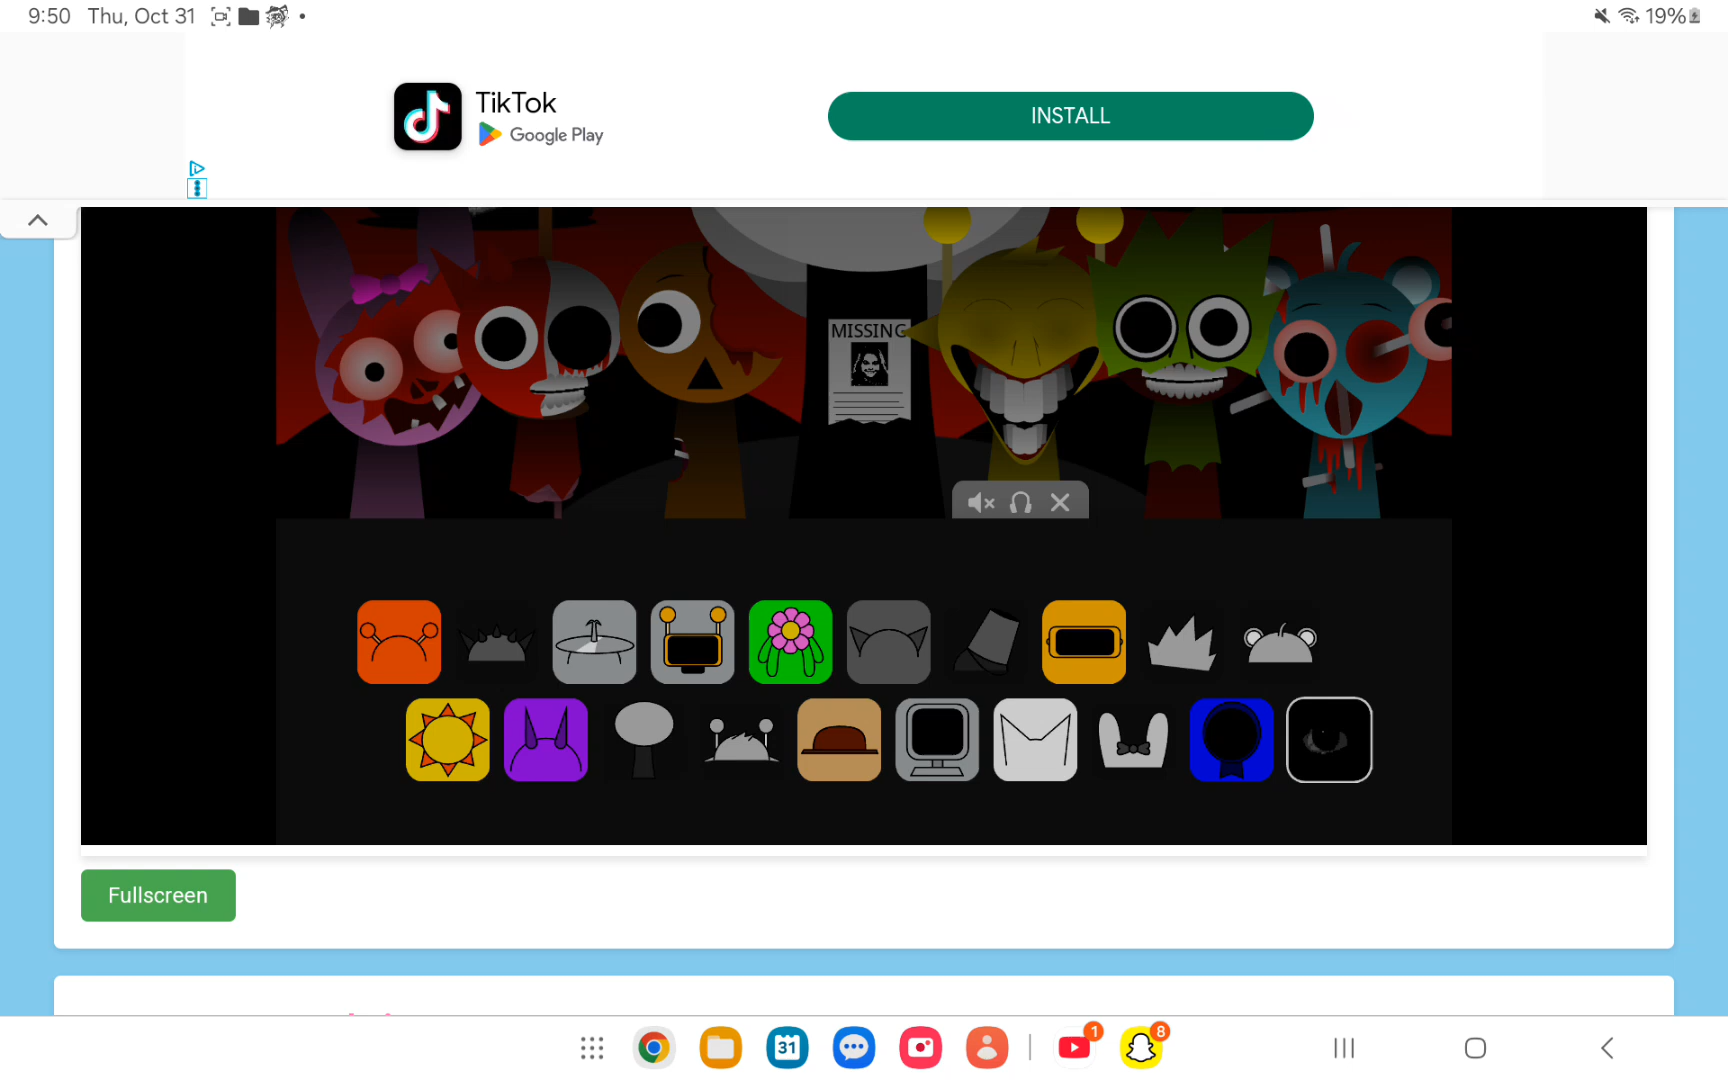 9:50 Thu, Oct 31
19%
TikTok
Google Play
INSTALL
MISSING
Fullscreen
31
1
8